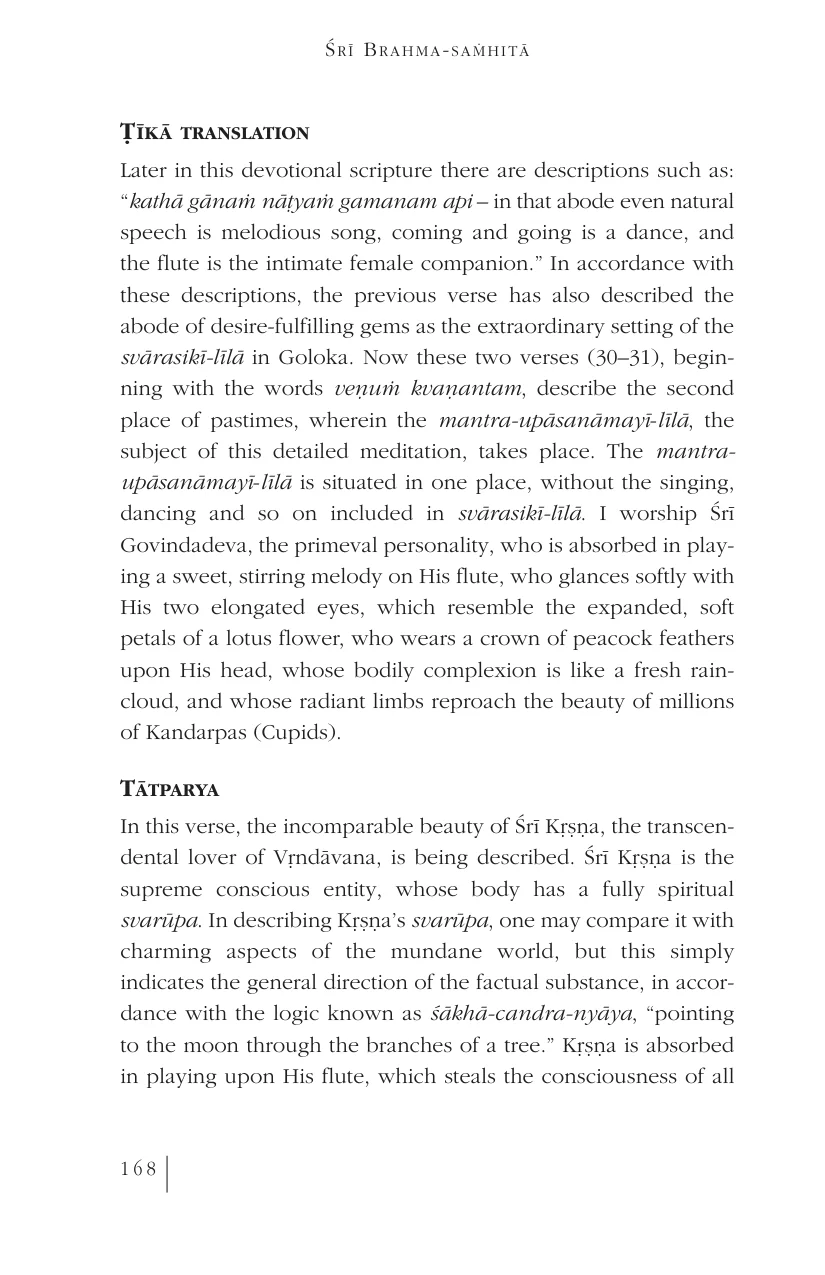 ŚRĪ BRAHMA-SAṀHITĀ
ṬĪKĀ TRANSLATION
Later in this devotional scripture there are descriptions such as:
“kathā gānaṁ nāṭyaṁ gamanam api – in that abode even natural
speech is melodious song, coming and going is a dance, and
the flute is the intimate female companion.” In accordance with
these descriptions, the previous verse has also described the
abode of desire-fulfilling gems as the extraordinary setting of the
svārasikī-līlā in Goloka. Now these two verses (30–31), begin-
ning with the words veṇuṁ kvaṇantam, describe the second
place of pastimes, wherein the mantra-upāsanāmayī-līlā, the
subject of this detailed meditation, takes place. The mantra-
upāsanāmayī-līlā is situated in one place, without the singing,
dancing and so on included in svārasikī-līlā. I worship Śrī
Govindadeva, the primeval personality, who is absorbed in play-
ing a sweet, stirring melody on His flute, who glances softly with
His two elongated eyes, which resemble the expanded, soft
petals of a lotus flower, who wears a crown of peacock feathers
upon His head, whose bodily complexion is like a fresh rain-
cloud, and whose radiant limbs reproach the beauty of millions
of Kandarpas (Cupids).
TĀTPARYA
In this verse, the incomparable beauty of Śrī Kṛṣṇa, the transcen-
dental lover of Vṛndāvana, is being described. Śrī Kṛṣṇa is the
supreme conscious entity, whose body has a fully spiritual
svarūpa. In describing Kṛṣṇa’s svarūpa, one may compare it with
charming aspects of the mundane world, but this simply
indicates the general direction of the factual substance, in accor-
dance with the logic known as śākhā-candra-nyāya, “pointing
to the moon through the branches of a tree.” Kṛṣṇa is absorbed
in playing upon His flute, which steals the consciousness of all
168